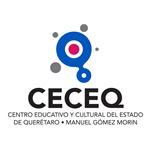 CECEQ
CENTRO EDUCATIVO Y CULTURAL DEL ESTADO
DE QUERÉTARO • MANUEL GÓMEZ MORIN